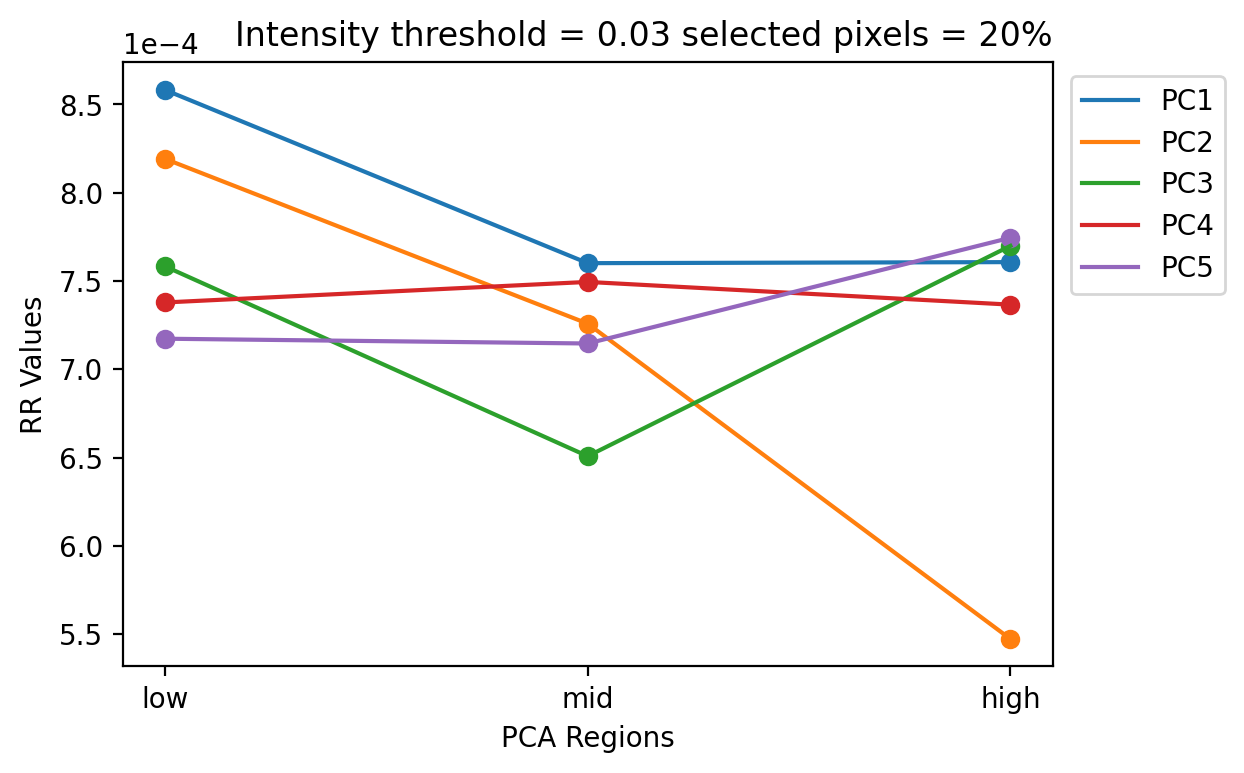 1e−4
Intensity threshold = 0.03 selected pixels = 20%
8.5
8.0
7.5
7.0
6.5
6.0
5.5
RR Values
low
mid
high
PCA Regions
PC1
PC2
PC3
PC4
PC5